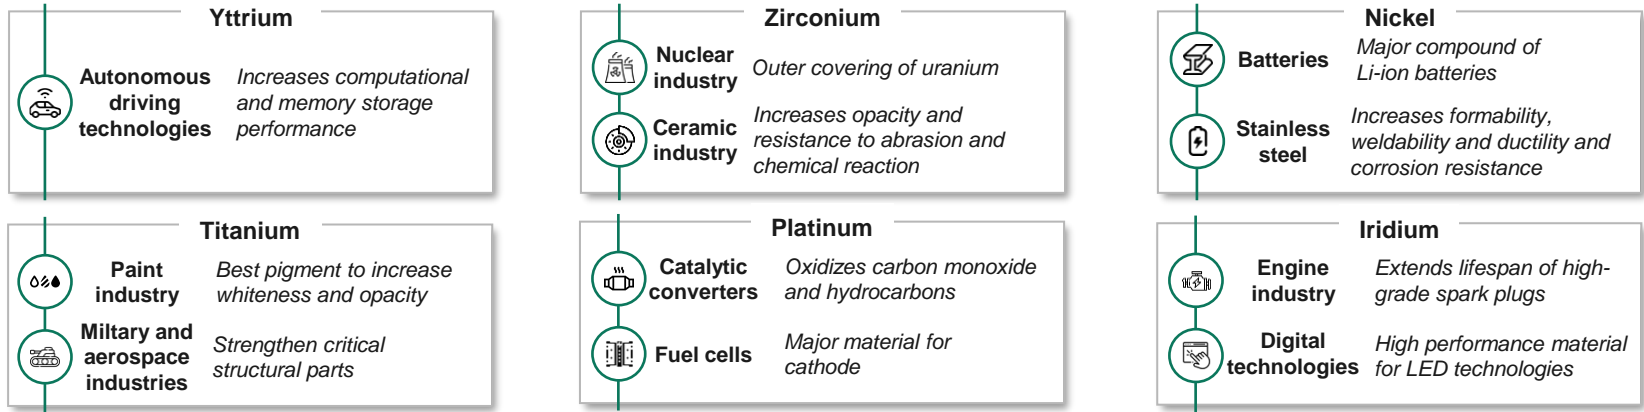 Yttrium
Autonomous
driving
technologies
Increases computational
and memory storage
performance
Zirconium
Nuclear
industry
Outer covering of uranium
Ceramic
industry
Increases opacity and
resistance to abrasion and
chemical reaction
Nickel
Batteries
Major compound of
Li-ion batteries
Stainless
steel
Increases formability,
weldability and ductility and
corrosion resistance
Titanium
Paint
industry
Best pigment to increase
whiteness and opacity
Miltary and
aerospace
industries
Strengthen critical
structural parts
Platinum
Catalytic
converters
Oxidizes carbon monoxide
and hydrocarbons
Fuel cells
Major material for
cathode
Iridium
Engine
industry
Extends lifespan of high-
grade spark plugs
Digital
technologies
High performance material
for LED technologies